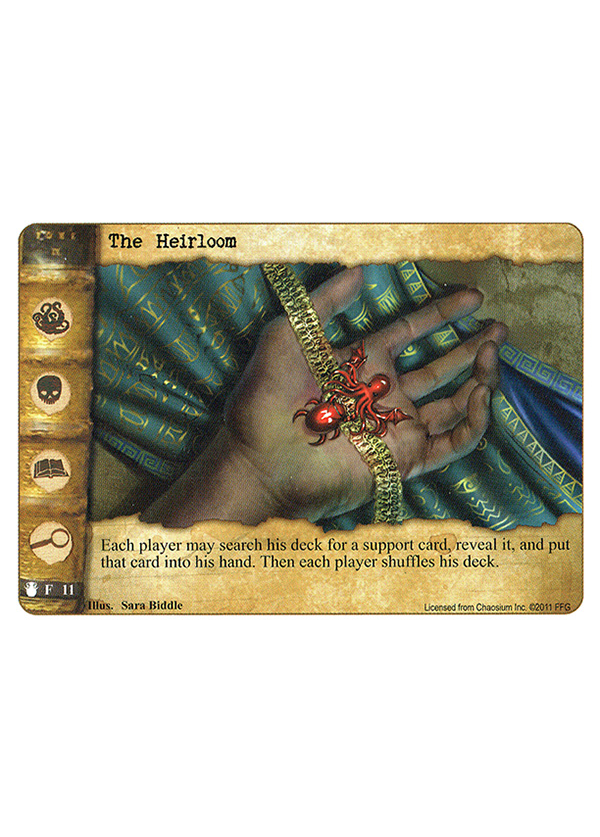 The Heirloom
Each player may search his deck for a support card, reveal it, and put
that card into his hand. Then each player shuffles his deck.
F 11
Illus. Sara Biddle
Licensed from Chaosium Inc. ©2011 FFG